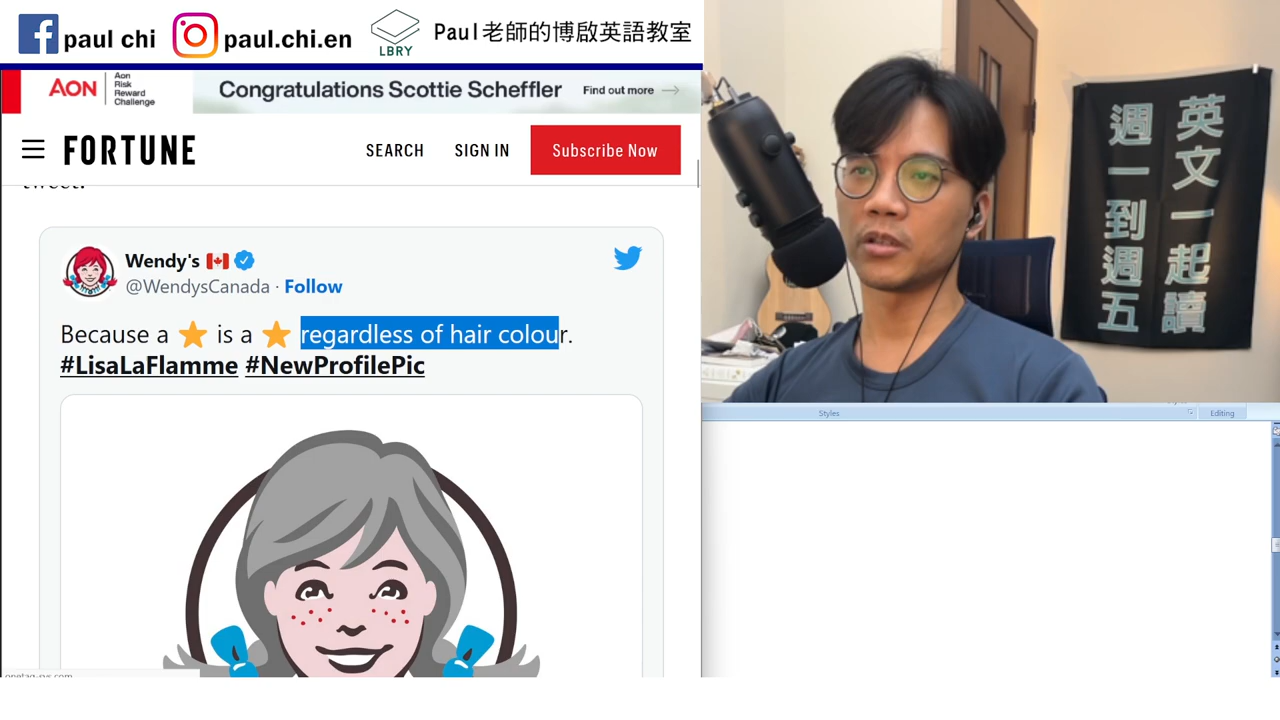 paul chi
paul.chi.en
LBRY
Paul老師的博啟英語教室
AON
Aon
Risk
Reward
Challenge
Congratulations Scottie Scheffler
Find out more →
FORTUNE
SEARCH
SIGN IN
Subscribe Now
tweet.
Wendy's 🇨🇦
@WendysCanada · Follow
Because a ⭐ is a ⭐ regardless of hair colour.
#LisaLaFlamme #NewProfilePic
英文一起讀
週一到週五
Styles
Editing